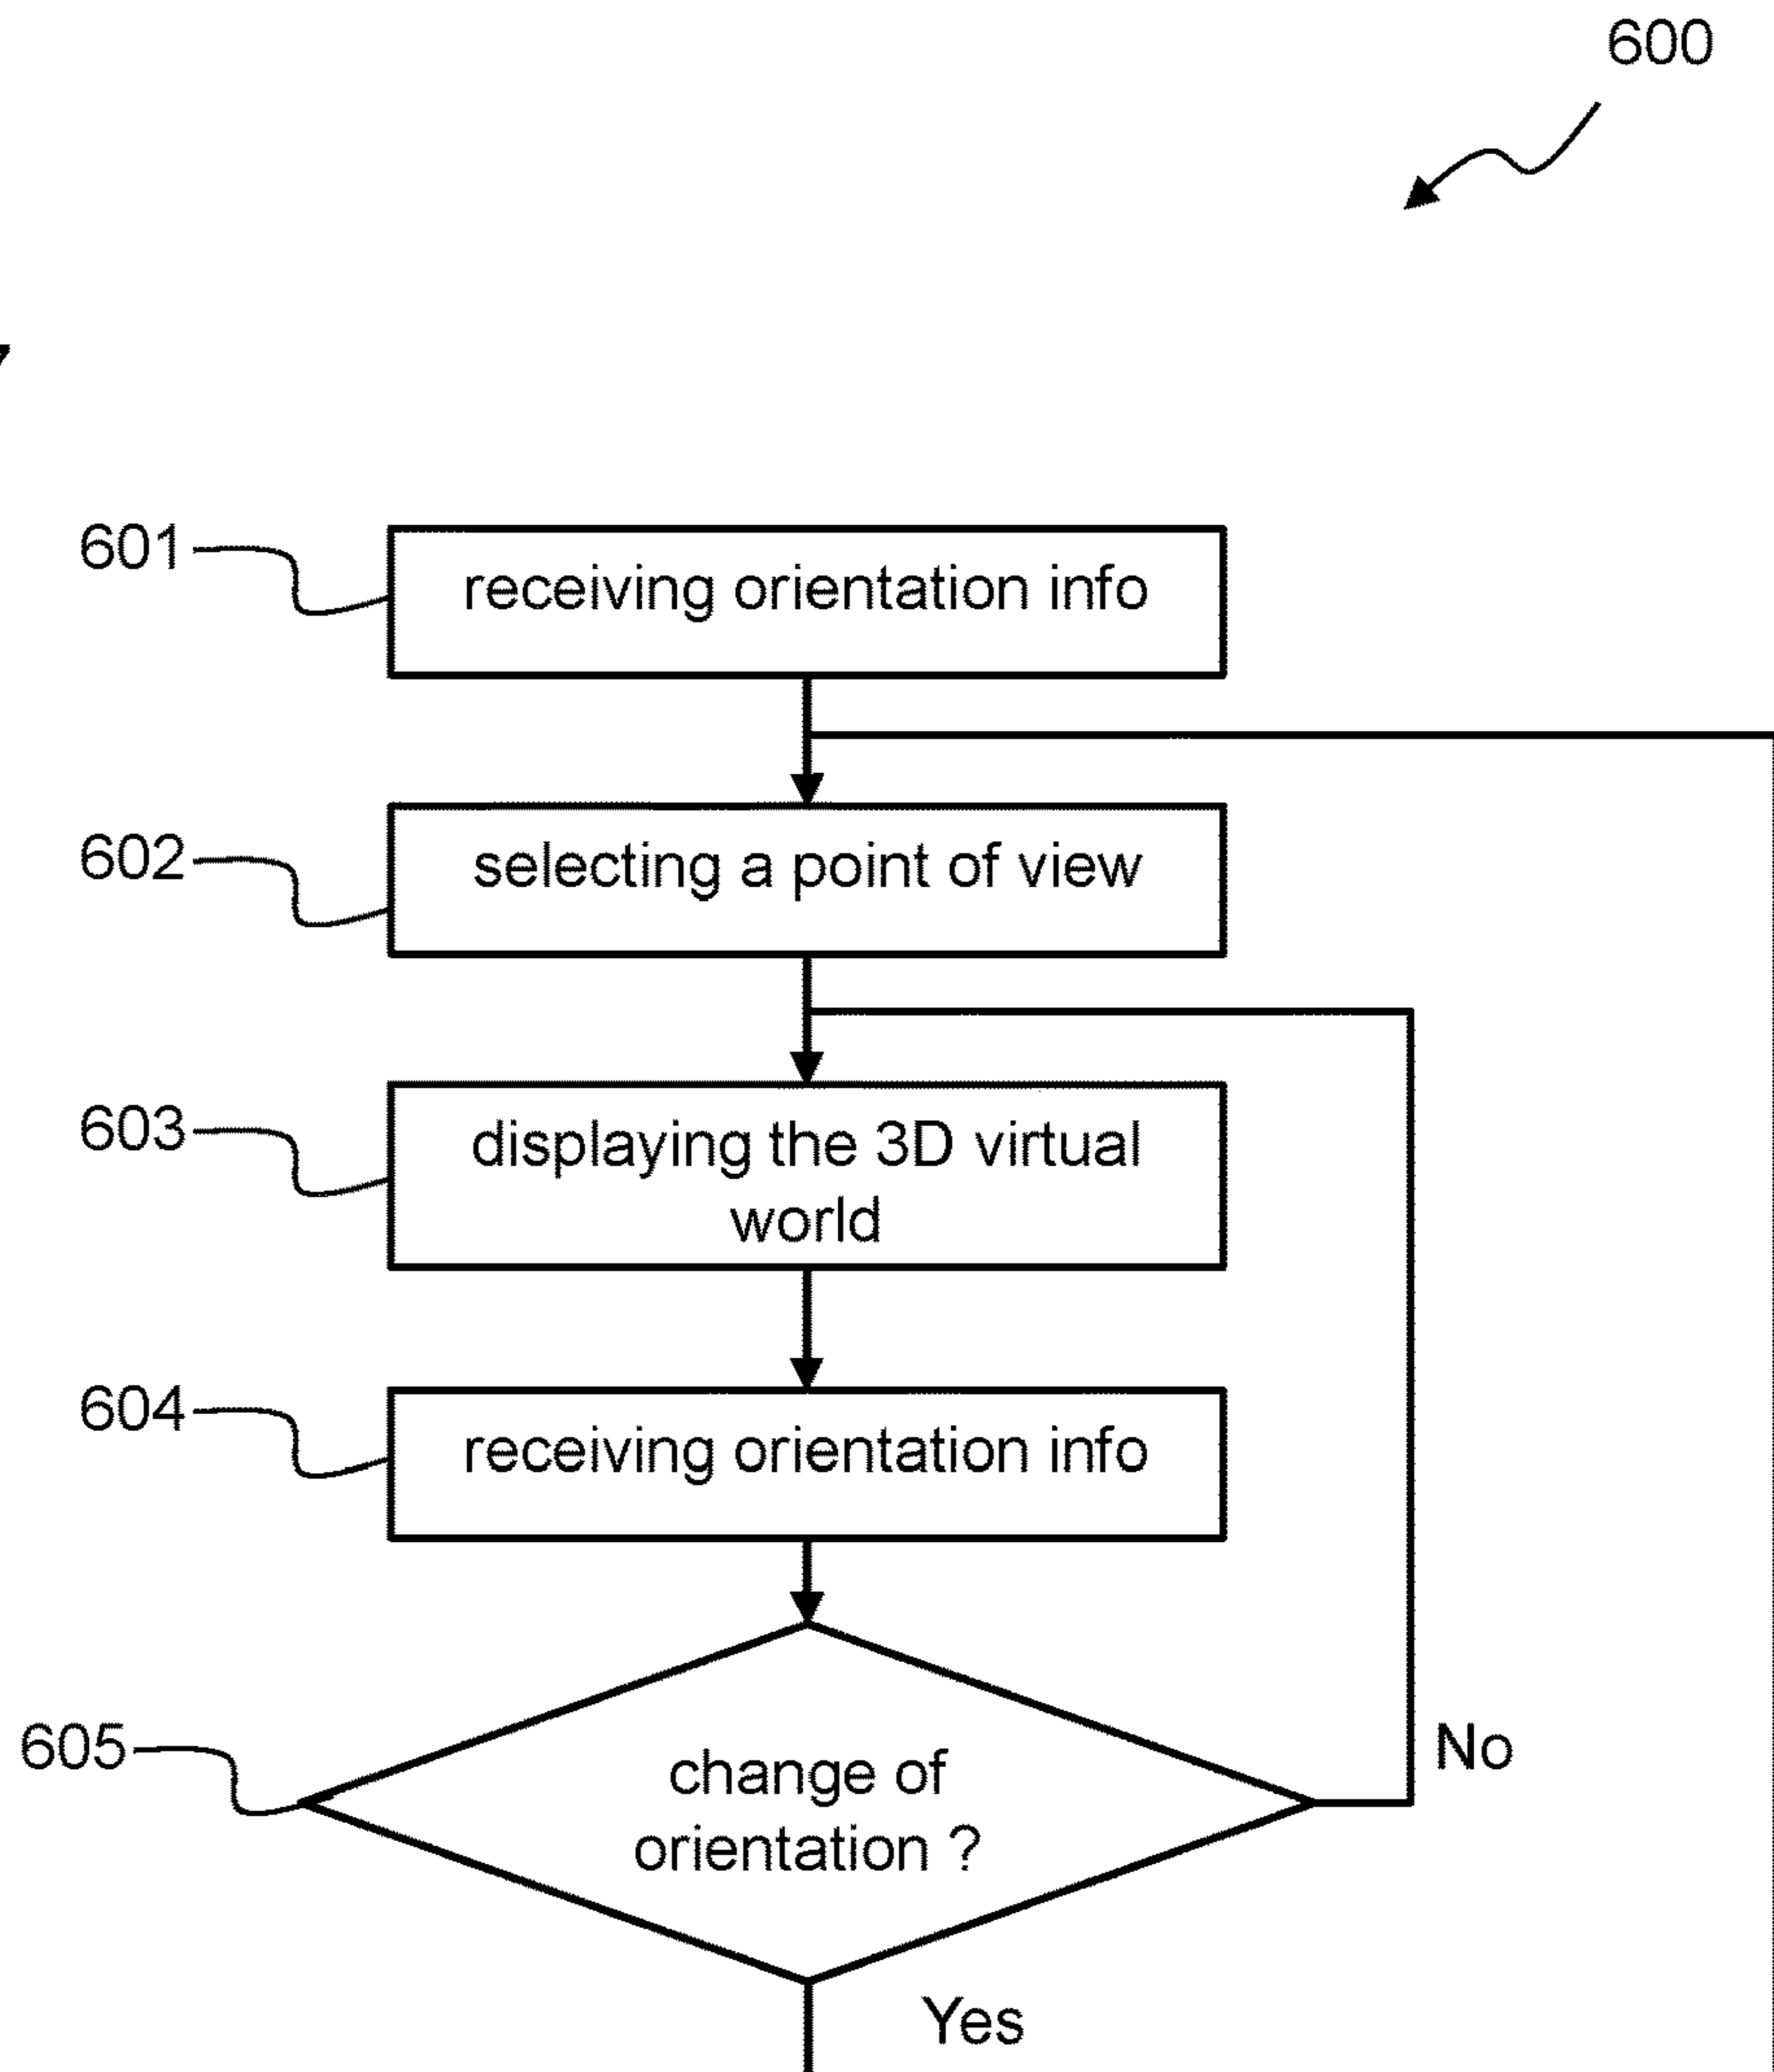 600
601
receiving orientation info
602
selecting a point of view
603
displaying the 3D virtual
world
604
receiving orientation info
605
change of
orientation ?
No
Yes